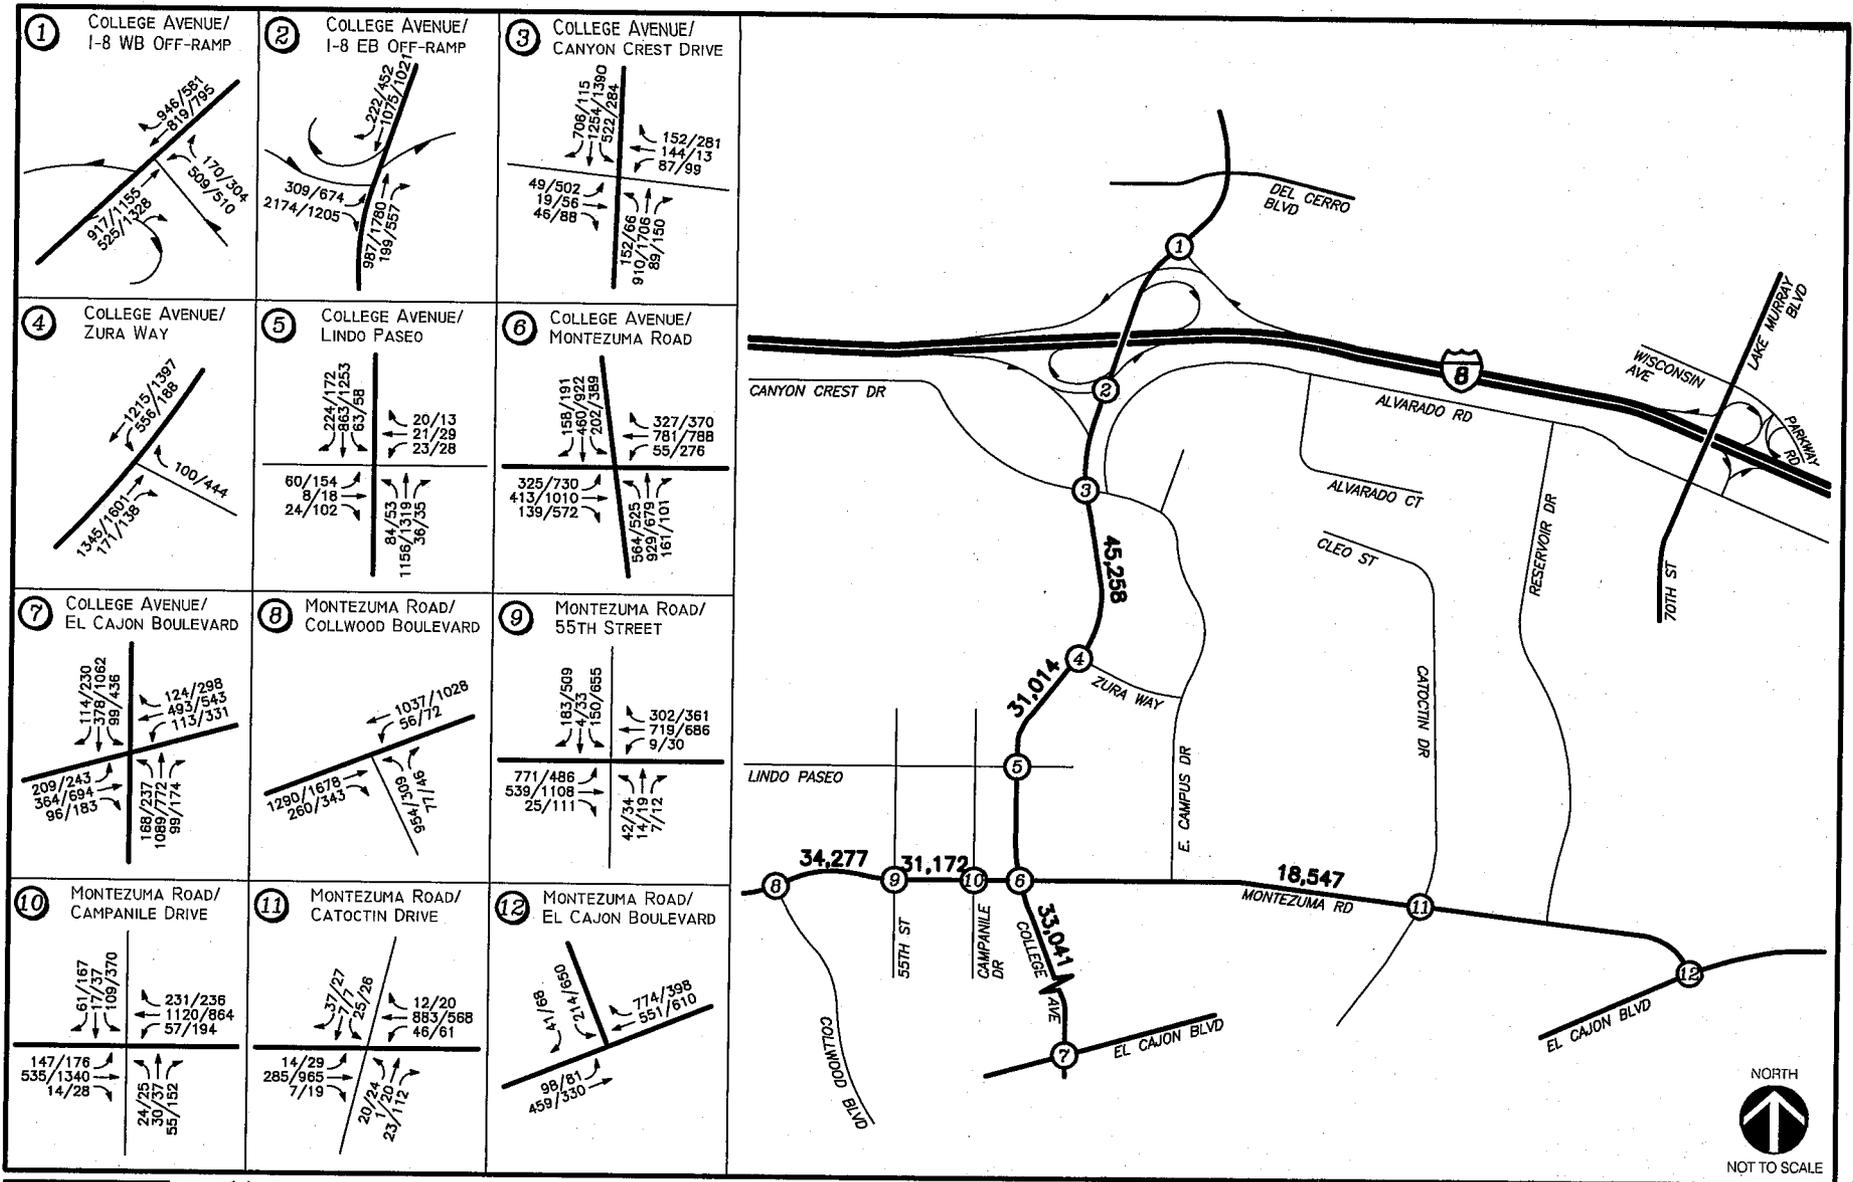 1
COLLEGE AVENUE/
I-8 WB OFF-RAMP
946/581
819/795
170/304
509/510
917/1155
525/1328
2
COLLEGE AVENUE/
I-8 EB OFF-RAMP
222/452
1075/1021
309/674
2174/1205
987/1780
199/557
3
COLLEGE AVENUE/
CANYON CREST DRIVE
706/115
1254/1390
522/284
152/281
144/13
87/99
49/502
19/56
46/88
152/66
910/1706
89/150
4
COLLEGE AVENUE/
ZURA WAY
1215/1397
556/188
100/444
1345/1601
171/138
5
COLLEGE AVENUE/
LINDO PASEO
224/172
863/1253
63/58
20/13
21/29
23/28
60/154
8/18
24/102
84/53
1156/1319
36/35
6
COLLEGE AVENUE/
MONTEZUMA ROAD
158/191
460/922
202/389
327/370
781/788
55/276
325/730
413/1010
139/572
564/525
929/679
161/101
7
COLLEGE AVENUE/
EL CAJON BOULEVARD
114/230
378/1062
99/436
124/298
493/543
113/331
209/243
364/694
96/183
168/237
1089/772
99/174
8
MONTEZUMA ROAD/
COLLWOOD BOULEVARD
1037/1028
56/72
1290/1678
260/343
954/309
77/46
9
MONTEZUMA ROAD/
55TH STREET
183/509
4/33
150/655
302/361
719/686
9/30
771/486
539/1108
25/111
42/34
14/19
7/12
10
MONTEZUMA ROAD/
CAMPANILE DRIVE
61/167
17/37
109/370
231/236
1120/864
57/194
147/176
535/1340
14/28
24/25
30/37
55/152
11
MONTEZUMA ROAD/
CATOCTIN DRIVE
37/27
7/7
25/26
12/20
883/568
46/61
14/29
285/965
7/19
20/24
1/20
23/112
12
MONTEZUMA ROAD/
EL CAJON BOULEVARD
41/68
214/650
774/398
551/610
98/81
459/330
DEL CERRO
BLVD
1
LAKE MURRAY
BLVD
WISCONSIN
AVE
8
2
CANYON CREST DR
ALVARADO RD
PARKWAY
RD
3
ALVARADO CT
RESERVOIR DR
45,258
CLEO ST
70TH ST
4
31,014
ZURA WAY
CATOCTIN DR
5
LINDO PASEO
E. CAMPUS DR
8
34,277
9
31,172
10
6
18,547
MONTEZUMA RD
11
55TH ST
CAMPANILE
DR
33,041
COLLEGE
AVE
12
COLLWOOD BLVD
7
EL CAJON BLVD
EL CAJON BLVD
NORTH
NOT TO SCALE